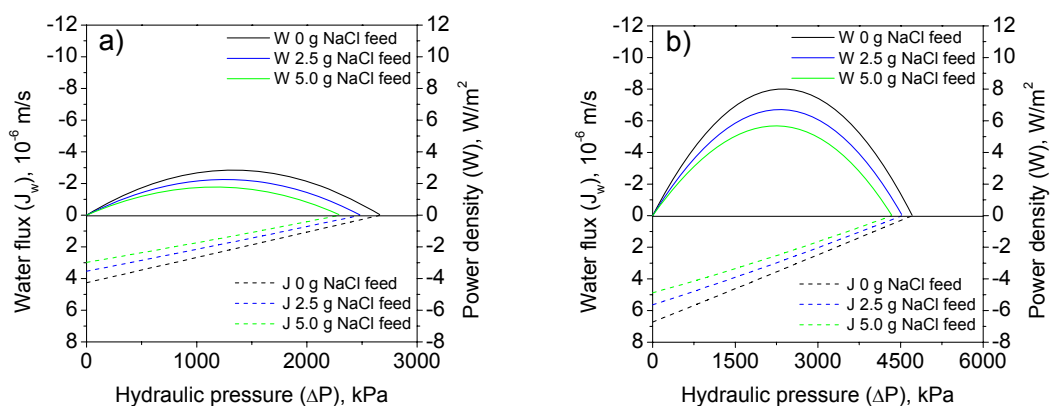 a)
W 0 g NaCl feed
W 2.5 g NaCl feed
W 5.0 g NaCl feed
J 0 g NaCl feed
J 2.5 g NaCl feed
J 5.0 g NaCl feed
-12
-10
-8
-6
-4
-2
0
2
4
6
8
Water flux (J_w), 10^-6 m/s
12
10
8
6
4
2
0
-2
-4
-6
-8
Power density (W), W/m^2
0 1000 2000 3000
Hydraulic pressure (ΔP), kPa
b)
W 0 g NaCl feed
W 2.5 g NaCl feed
W 5.0 g NaCl feed
J 0 g NaCl feed
J 2.5 g NaCl feed
J 5.0 g NaCl feed
-12
-10
-8
-6
-4
-2
0
2
4
6
8
Water flux (J_w), 10^-6 m/s
12
10
8
6
4
2
0
-2
-4
-6
-8
Power density (W), W/m^2
0 1500 3000 4500 6000
Hydraulic pressure (ΔP), kPa